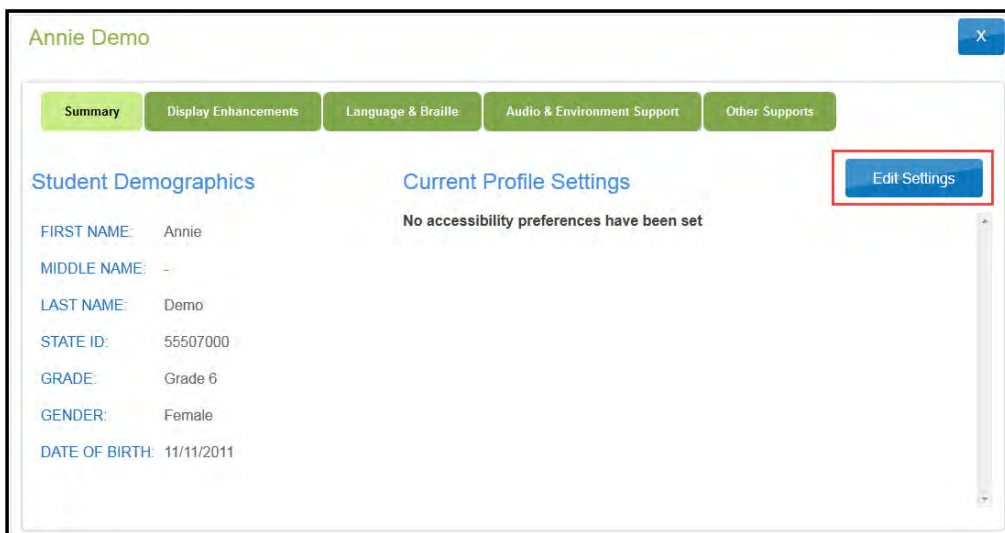 Annie Demo
X
Summary Display Enhancements Language & Braille Audio & Environment Support Other Supports
Student Demographics
Current Profile Settings
Edit Settings
No accessibility preferences have been set
FIRST NAME: Annie
MIDDLE NAME: -
LAST NAME: Demo
STATE ID: 55507000
GRADE: Grade 6
GENDER: Female
DATE OF BIRTH: 11/11/2011